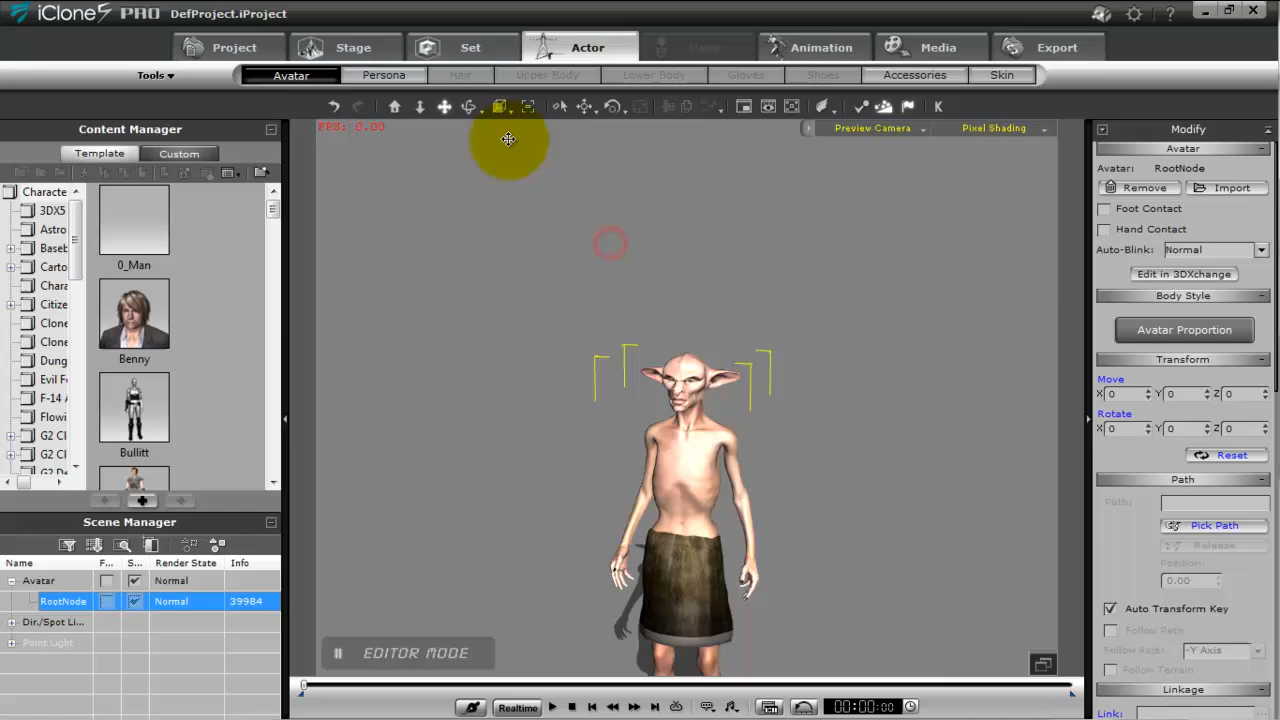 iClone5 PRO DefProject.iProject
Project Stage Set Actor Animation Media Export
Tools Avatar Persona Hair Upper Body Lower Body Gloves Shoes Accessories Skin
Content Manager
Template Custom
Characte
3DX5
Astro
Baseb
Carto
Chara
Citize
Clone
Clone
Dung
Evil F
F-14 A
Flowi
G2 Cl
G2 Cl
0_Man
Benny
Bullitt
Scene Manager
Name F... S... Render State Info
Avatar Normal
RootNode Normal 39984
Dir./Spot Li...
Point Light
FPS: 0.00
Preview Camera Pixel Shading
EDITOR MODE
Realtime 00:00:00
Modify
Avatar
Avatar: RootNode
Remove Import
Foot Contact
Hand Contact
Auto-Blink: Normal
Edit in 3DXchange
Body Style
Avatar Proportion
Transform
Move
X 0 Y 0 Z 0
Rotate
X 0 Y 0 Z 0
Reset
Path
Path:
Pick Path
Release
Position:
0.00
Auto Transform Key
Follow Path
Follow Axis: -Y Axis
Follow Terrain
Linkage
Link: